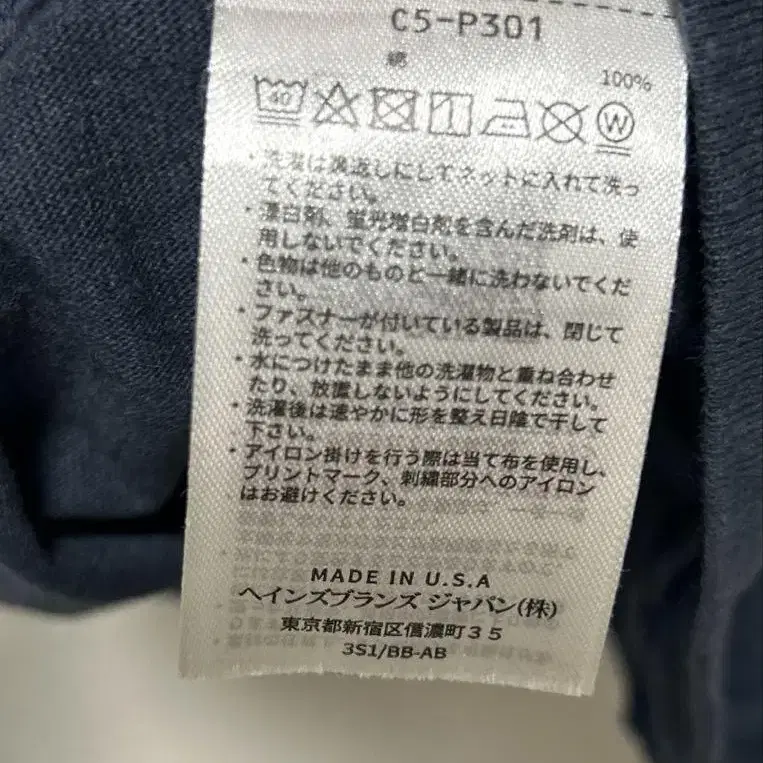 C5-P301
綿
100%
40
W
・洗濯は裏返しにしてネットに入れて洗っ
てください。
・漂白剤、蛍光増白剤を含んだ洗剤は、使
用しないでください。
・色物は他のものと一緒に洗わないでくだ
さい。
・ファスナーが付いている製品は、閉じて
洗ってください。
・水につけたまま他の洗濯物と重ね合わせ
たり、放置しないようにしてください。
・洗濯後は速やかに形を整え日陰で干して
下さい。
・アイロン掛けを行う際は当て布を使用し、
プリントマーク、刺繍部分へのアイロン
はお避けください。
MADE IN U.S.A
ヘインズブランズ ジャパン(株)
東京都新宿区信濃町35
3S1/BB-AB